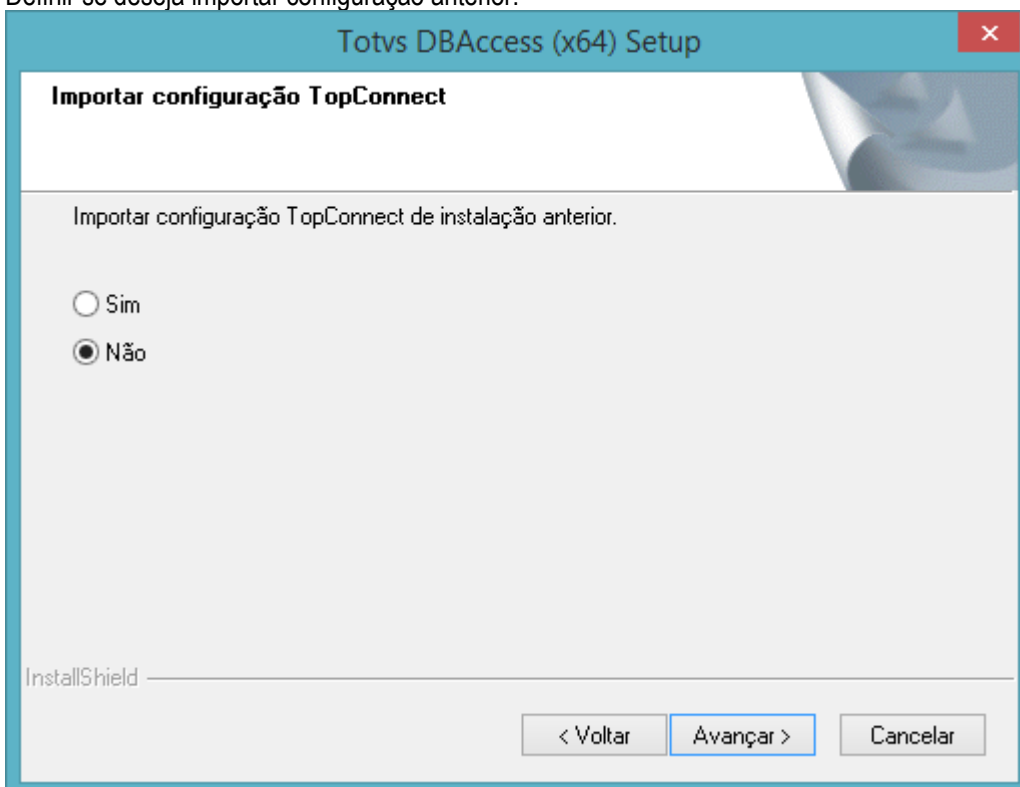 Definir se deseja importar configuração anterior.
Totvs DBAccess (x64) Setup
Importar configuração TopConnect
Importar configuração TopConnect de instalação anterior.
Sim
Não
InstallShield
< Voltar
Avançar >
Cancelar